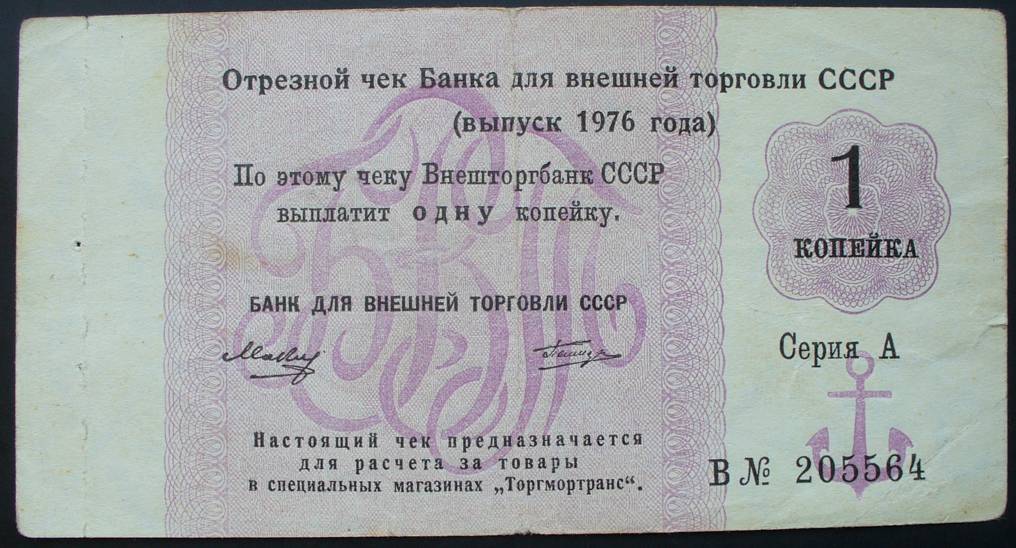 Отрезной чек Банка для внешней торговли СССР
(выпуск 1976 года)
По этому чеку Внешторгбанк СССР
выплатит одну копейку.
1
КОПЕЙКА
БАНК ДЛЯ ВНЕШНЕЙ ТОРГОВЛИ СССР
Серия А
Настоящий чек предназначается
для расчета за товары
в специальных магазинах „Торгмортранс“.
В № 205564